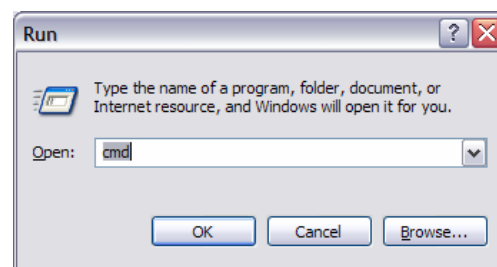 Run
Type the name of a program, folder, document, or
Internet resource, and Windows will open it for you.
Open: cmd
OK Cancel Browse...